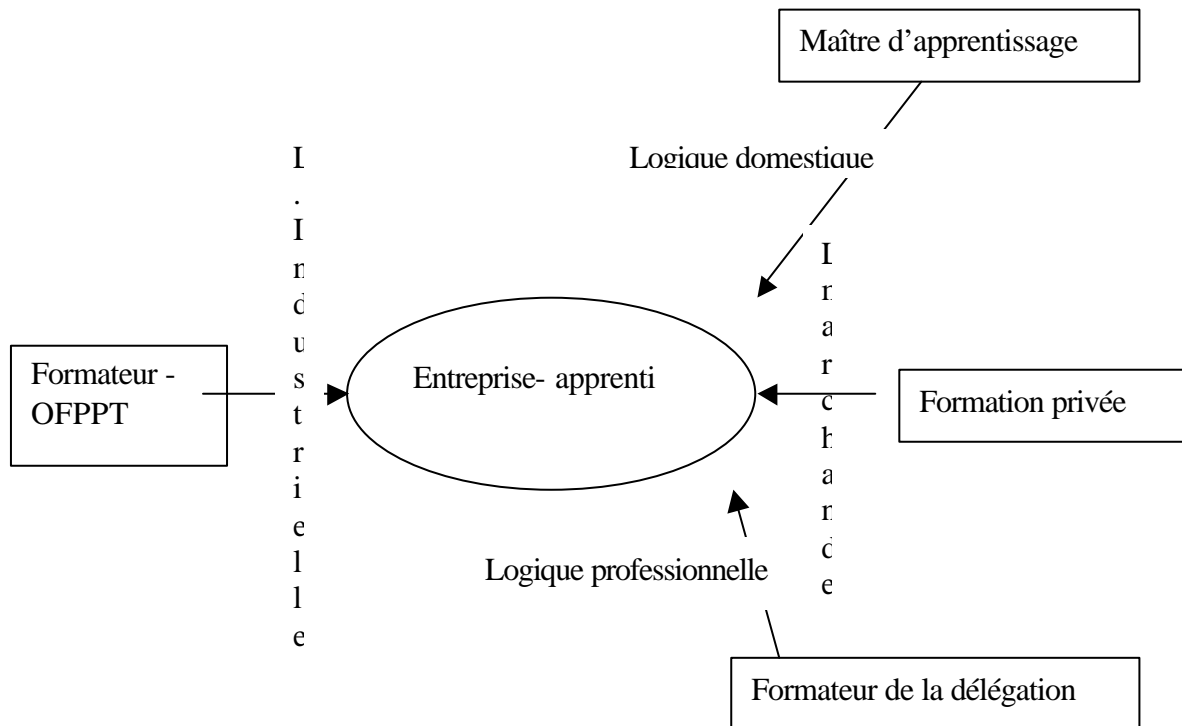 Maître d’apprentissage
Logique domestique
L. Industrielle
L marchande
Formateur -
OFPPT
Entreprise- apprenti
Formation privée
Logique professionnelle
Formateur de la délégation